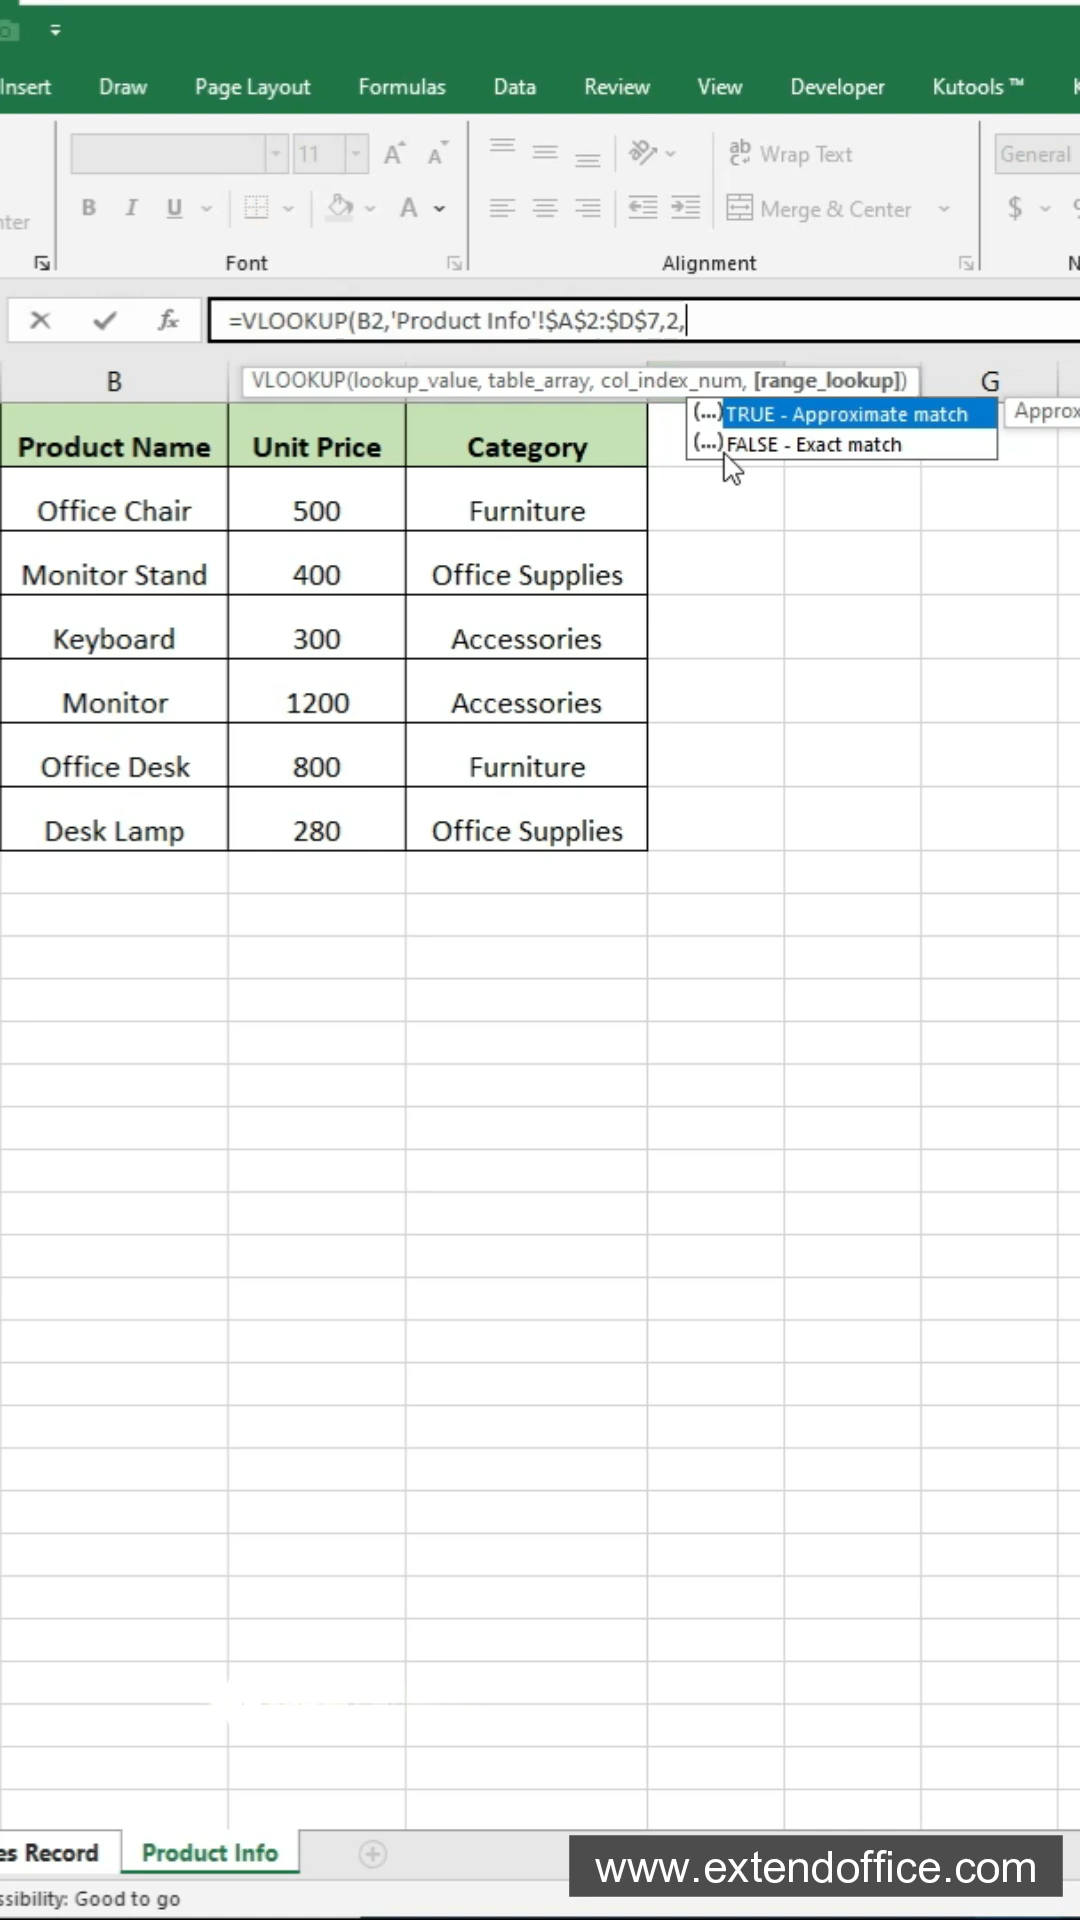 Insert Draw Page Layout Formulas Data Review View Developer Kutools ™
11 A A ab Wrap Text General
B I U A Merge & Center $
Font Alignment
fx =VLOOKUP(B2,'Product Info'!$A$2:$D$7,2,
VLOOKUP(lookup_value, table_array, col_index_num, [range_lookup])
B G
(...) TRUE - Approximate match
(...) FALSE - Exact match
Product Name Unit Price Category
Office Chair 500 Furniture
Monitor Stand 400 Office Supplies
Keyboard 300 Accessories
Monitor 1200 Accessories
Office Desk 800 Furniture
Desk Lamp 280 Office Supplies
es Record Product Info
www.extendoffice.com
ssibility: Good to go